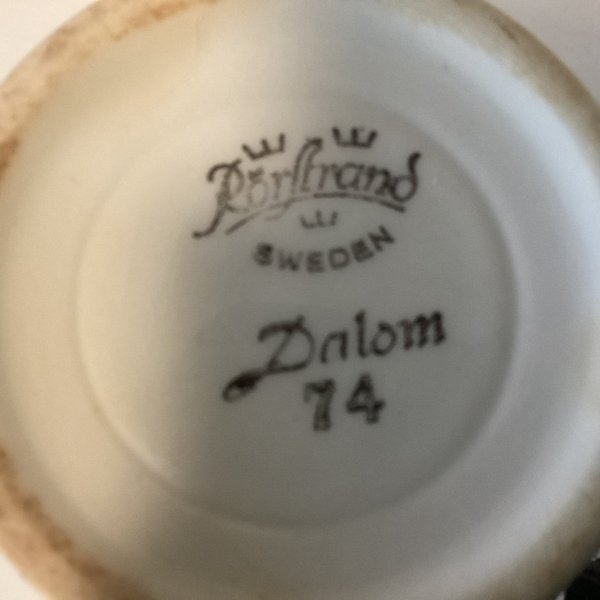 Rörstrand
SWEDEN
Dalom
74